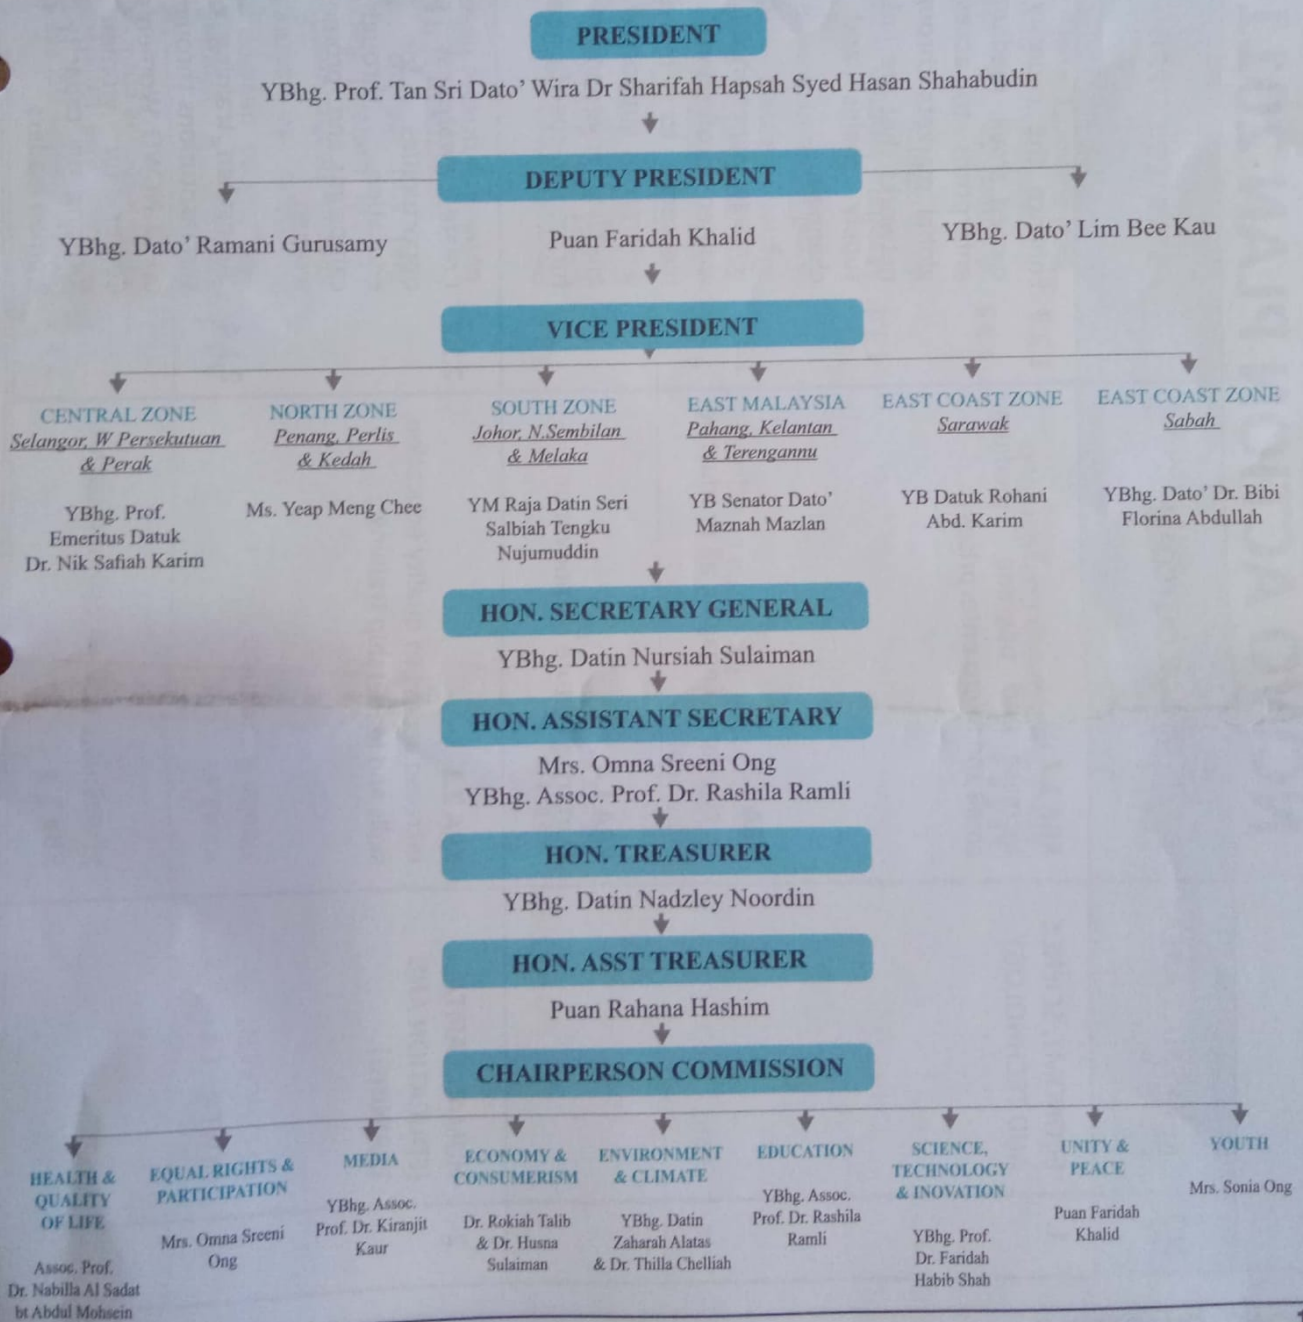 PRESIDENT
YBhg. Prof. Tan Sri Dato' Wira Dr Sharifah Hapsah Syed Hasan Shahabudin
DEPUTY PRESIDENT
YBhg. Dato' Ramani Gurusamy
Puan Faridah Khalid
YBhg. Dato' Lim Bee Kau
VICE PRESIDENT
CENTRAL ZONE
Selangor, W Persekutuan
& Perak
YBhg. Prof.
Emeritus Datuk
Dr. Nik Safiah Karim
NORTH ZONE
Penang, Perlis
& Kedah
Ms. Yeap Meng Chee
SOUTH ZONE
Johor, N.Sembilan
& Melaka
YM Raja Datin Seri
Salbiah Tengku
Nujumuddin
EAST MALAYSIA
Pahang, Kelantan
& Terengannu
YB Senator Dato'
Maznah Mazlan
EAST COAST ZONE
Sarawak
YB Datuk Rohani
Abd. Karim
EAST COAST ZONE
Sabah
YBhg. Dato' Dr. Bibi
Florina Abdullah
HON. SECRETARY GENERAL
YBhg. Datin Nursiah Sulaiman
HON. ASSISTANT SECRETARY
Mrs. Omna Sreeni Ong
YBhg. Assoc. Prof. Dr. Rashila Ramli
HON. TREASURER
YBhg. Datin Nadzley Noordin
HON. ASST TREASURER
Puan Rahana Hashim
CHAIRPERSON COMMISSION
HEALTH &
QUALITY
OF LIFE
Assoc. Prof.
Dr. Nabilla Al Sadat
bt Abdul Mohsein
EQUAL RIGHTS &
PARTICIPATION
Mrs. Omna Sreeni
Ong
MEDIA
YBhg. Assoc.
Prof. Dr. Kiranjit
Kaur
ECONOMY &
CONSUMERISM
Dr. Rokiah Talib
& Dr. Husna
Sulaiman
ENVIRONMENT
& CLIMATE
YBhg. Datin
Zaharah Alatas
& Dr. Thilla Chelliah
EDUCATION
YBhg. Assoc.
Prof. Dr. Rashila
Ramli
SCIENCE,
TECHNOLOGY
& INOVATION
YBhg. Prof.
Dr. Faridah
Habib Shah
UNITY &
PEACE
Puan Faridah
Khalid
YOUTH
Mrs. Sonia Ong